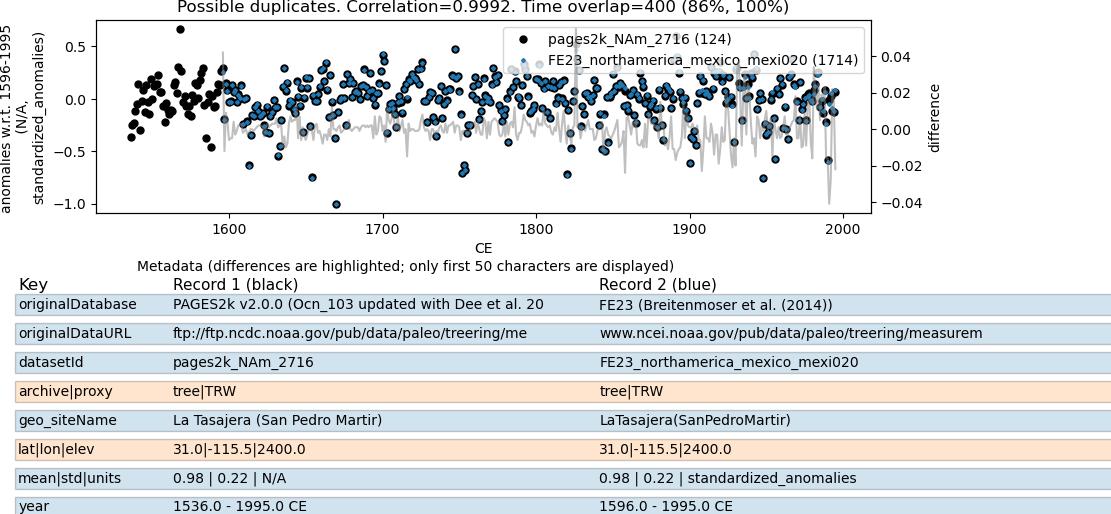 Possible duplicates. Correlation=0.9992. Time overlap=400 (86%, 100%)
anomalies w.r.t. 1596-1995
(N/A,
standardized_anomalies)
0.5
0.0
−0.5
−1.0
pages2k_NAm_2716 (124)
FE23_northamerica_mexico_mexi020 (1714)
0.04
0.02
0.00
−0.02
−0.04
difference
1600 1700 1800 1900 2000
CE
Metadata (differences are highlighted; only first 50 characters are displayed)
Key Record 1 (black) Record 2 (blue)
originalDatabase PAGES2k v2.0.0 (Ocn_103 updated with Dee et al. 20 FE23 (Breitenmoser et al. (2014))
originalDataURL ftp://ftp.ncdc.noaa.gov/pub/data/paleo/treering/me www.ncei.noaa.gov/pub/data/paleo/treering/measurem
datasetId pages2k_NAm_2716 FE23_northamerica_mexico_mexi020
archive|proxy tree|TRW tree|TRW
geo_siteName La Tasajera (San Pedro Martir) LaTasajera(SanPedroMartir)
lat|lon|elev 31.0|-115.5|2400.0 31.0|-115.5|2400.0
mean|std|units 0.98 | 0.22 | N/A 0.98 | 0.22 | standardized_anomalies
year 1536.0 - 1995.0 CE 1596.0 - 1995.0 CE